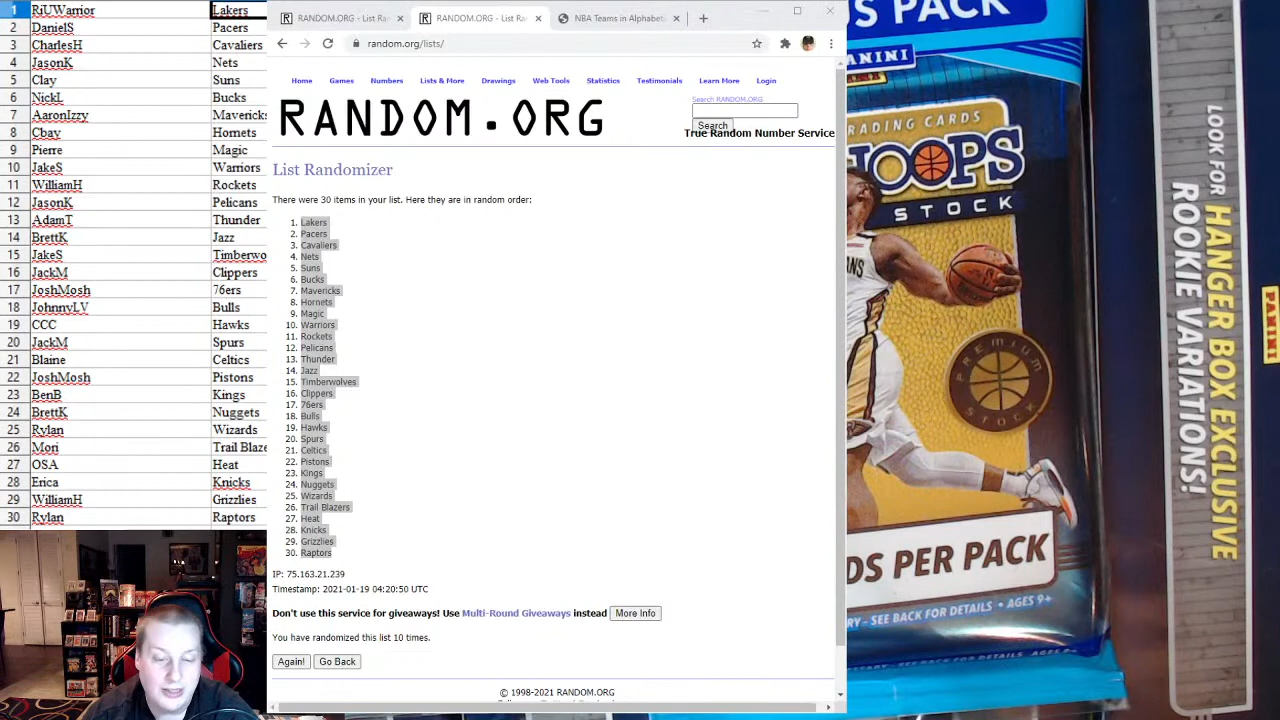 1 RiUWarrior Lakers
2 DanielS Pacers
3 CharlesH Cavaliers
4 JasonK Nets
5 Clay Suns
6 NickL Bucks
7 AaronIzzy Mavericks
8 Cbay Hornets
9 Pierre Magic
10 JakeS Warriors
11 WilliamH Rockets
12 JasonK Pelicans
13 AdamT Thunder
14 BrettK Jazz
15 JakeS Timberwo
16 JackM Clippers
17 JoshMosh 76ers
18 JohnnyLV Bulls
19 CCC Hawks
20 JackM Spurs
21 Blaine Celtics
22 JoshMosh Pistons
23 BenB Kings
24 BrettK Nuggets
25 Rylan Wizards
26 Mori Trail Blaze
27 OSA Heat
28 Erica Knicks
29 WilliamH Grizzlies
30 Rylan Raptors
RANDOM.ORG - List Ra
RANDOM.ORG - List Ra
NBA Teams in Alphabet
random.org/lists/
Home Games Numbers Lists & More Drawings Web Tools Statistics Testimonials Learn More Login
RANDOM.ORG
Search RANDOM.ORG
Search
True Random Number Service
List Randomizer
There were 30 items in your list. Here they are in random order:
1. Lakers
2. Pacers
3. Cavaliers
4. Nets
5. Suns
6. Bucks
7. Mavericks
8. Hornets
9. Magic
10. Warriors
11. Rockets
12. Pelicans
13. Thunder
14. Jazz
15. Timberwolves
16. Clippers
17. 76ers
18. Bulls
19. Hawks
20. Spurs
21. Celtics
22. Pistons
23. Kings
24. Nuggets
25. Wizards
26. Trail Blazers
27. Heat
28. Knicks
29. Grizzlies
30. Raptors
IP: 75.163.21.239
Timestamp: 2021-01-19 04:20:50 UTC
Don't use this service for giveaways! Use Multi-Round Giveaways instead More Info
You have randomized this list 10 times.
Again! Go Back
© 1998-2021 RANDOM.ORG
S PACK
PANINI
RADING CARDS
HOOPS
STOCK
ANS
PREMIUM
STOCK
DS PER PACK
RY - SEE BACK FOR DETAILS • AGES 9+
LOOK FOR HANGER BOX EXCLUSIVE
ROOKIE VARIATIONS!
PANINI